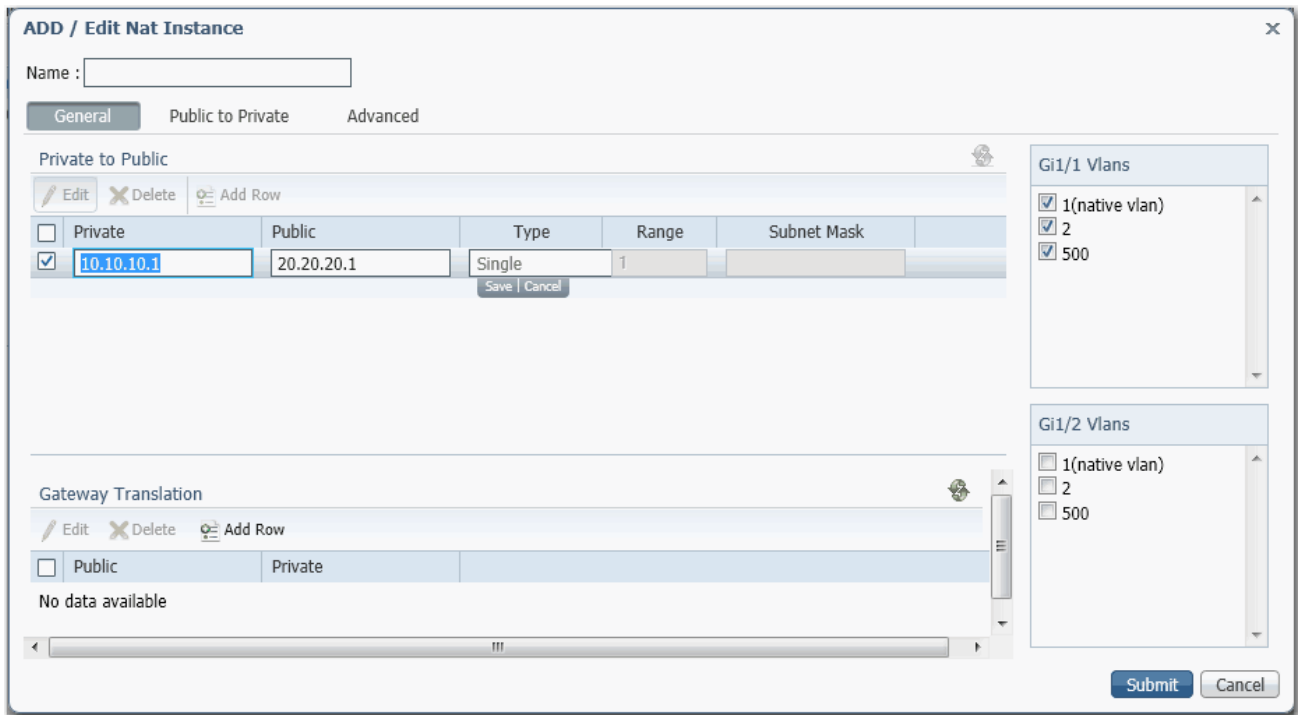 ADD / Edit Nat Instance
Name :
General Public to Private Advanced
Private to Public
Edit Delete Add Row
Private Public Type Range Subnet Mask
10.10.10.1 20.20.20.1 Single 1
Save | Cancel
Gateway Translation
Edit Delete Add Row
Public Private
No data available
Gi1/1 Vlans
1(native vlan)
2
500
Gi1/2 Vlans
1(native vlan)
2
500
Submit Cancel